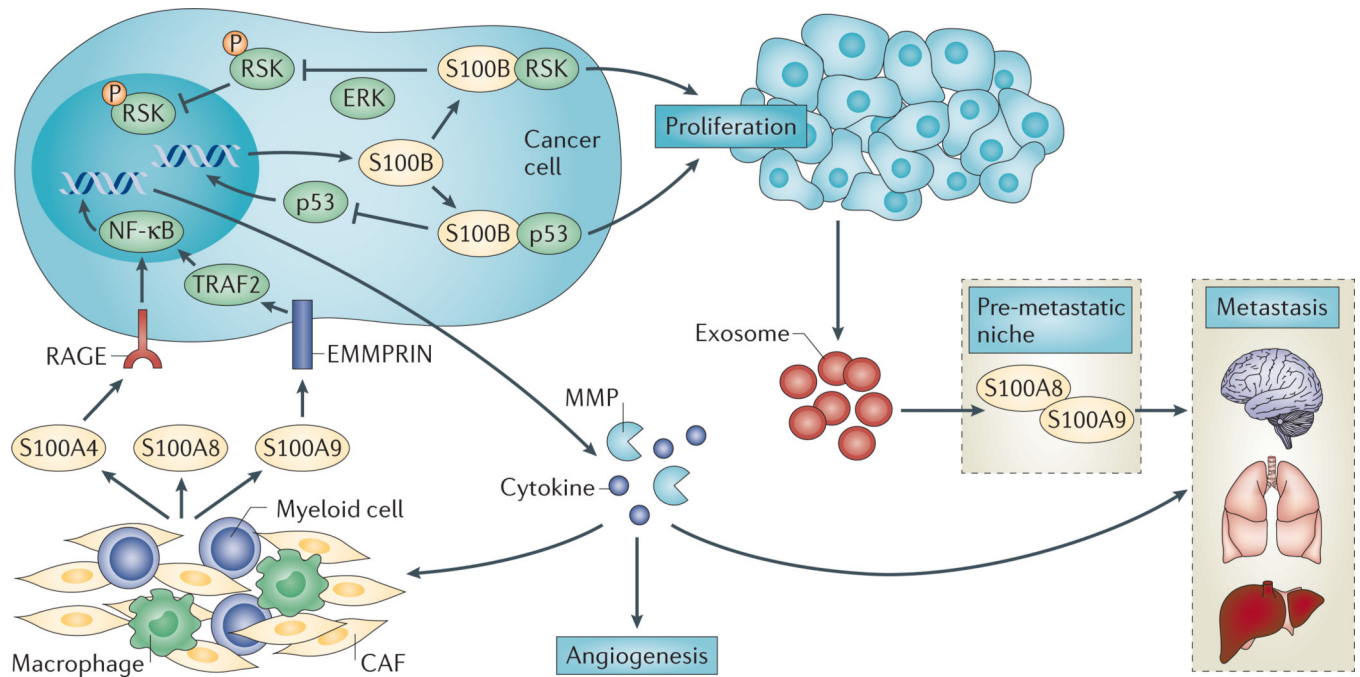 P
RSK
P
RSK
ERK
S100B
RSK
S100B
Cancer
cell
p53
S100B
p53
NF-κB
TRAF2
RAGE
EMMPRIN
S100A4
S100A8
S100A9
Myeloid cell
Macrophage
CAF
MMP
Cytokine
Angiogenesis
Proliferation
Exosome
Pre-metastatic
niche
S100A8
S100A9
Metastasis